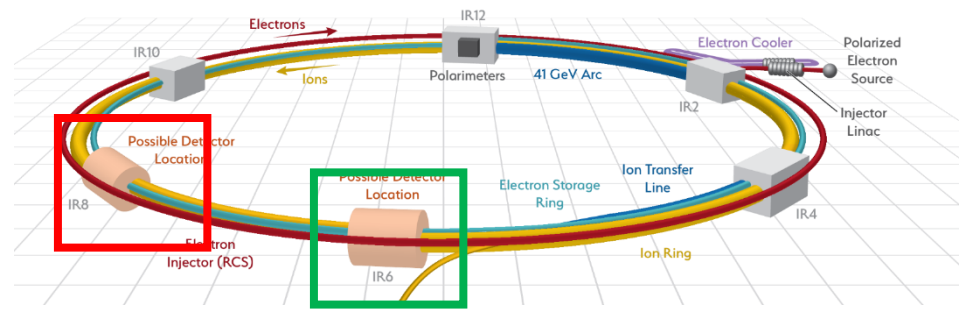 IR12
Electrons
IR10
Electron Cooler
Polarized
Electron
Source
Ions
Polarimeters
41 GeV Arc
IR2
Injector
Linac
Possible Detector
Location
Possible Detector
Location
Ion Transfer
Line
Electron Storage
Ring
IR8
IR4
Electron
Injector (RCS)
Ion Ring
IR6